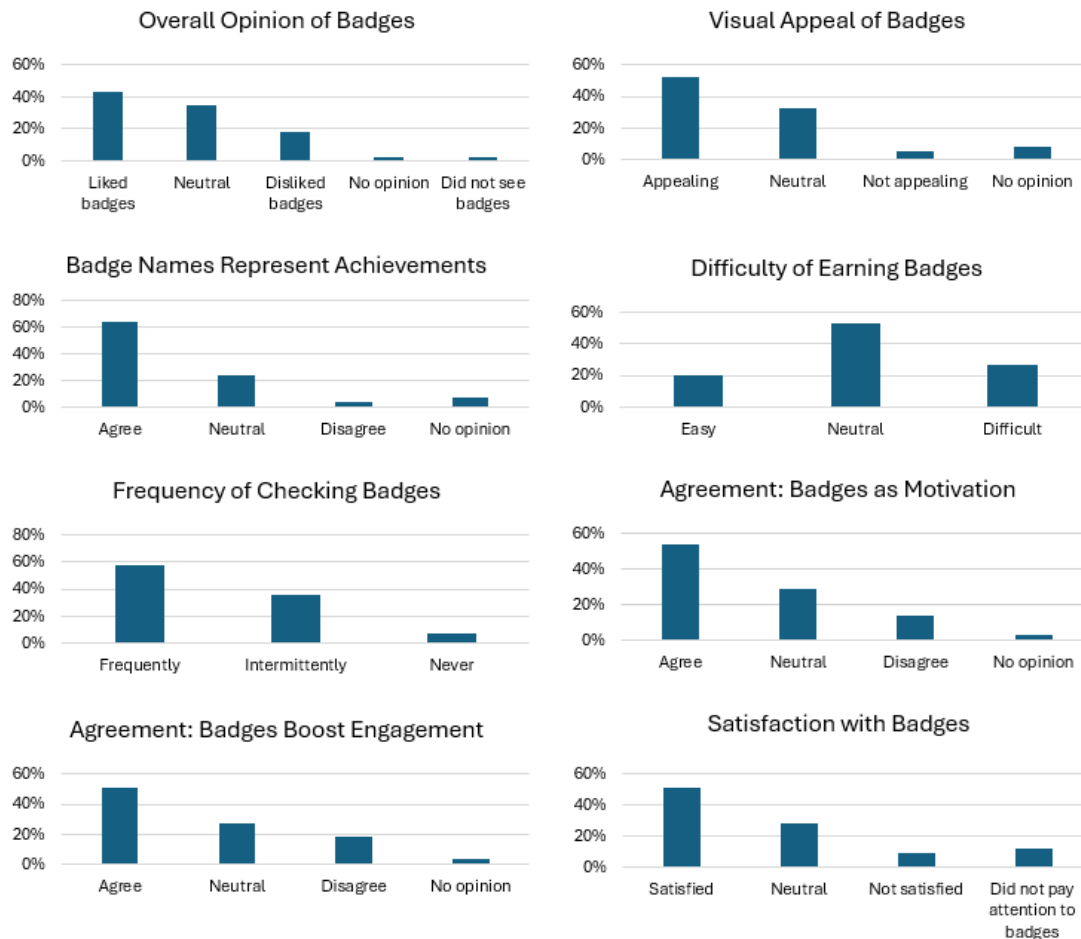 Overall Opinion of Badges
60%
40%
20%
0%
Liked
badges
Neutral
Disliked
badges
No opinion
Did not see
badges
Visual Appeal of Badges
60%
40%
20%
0%
Appealing
Neutral
Not appealing
No opinion
Badge Names Represent Achievements
80%
60%
40%
20%
0%
Agree
Neutral
Disagree
No opinion
Difficulty of Earning Badges
60%
40%
20%
0%
Easy
Neutral
Difficult
Frequency of Checking Badges
80%
60%
40%
20%
0%
Frequently
Intermittently
Never
Agreement: Badges as Motivation
60%
40%
20%
0%
Agree
Neutral
Disagree
No opinion
Agreement: Badges Boost Engagement
60%
40%
20%
0%
Agree
Neutral
Disagree
No opinion
Satisfaction with Badges
60%
40%
20%
0%
Satisfied
Neutral
Not satisfied
Did not pay
attention to
badges